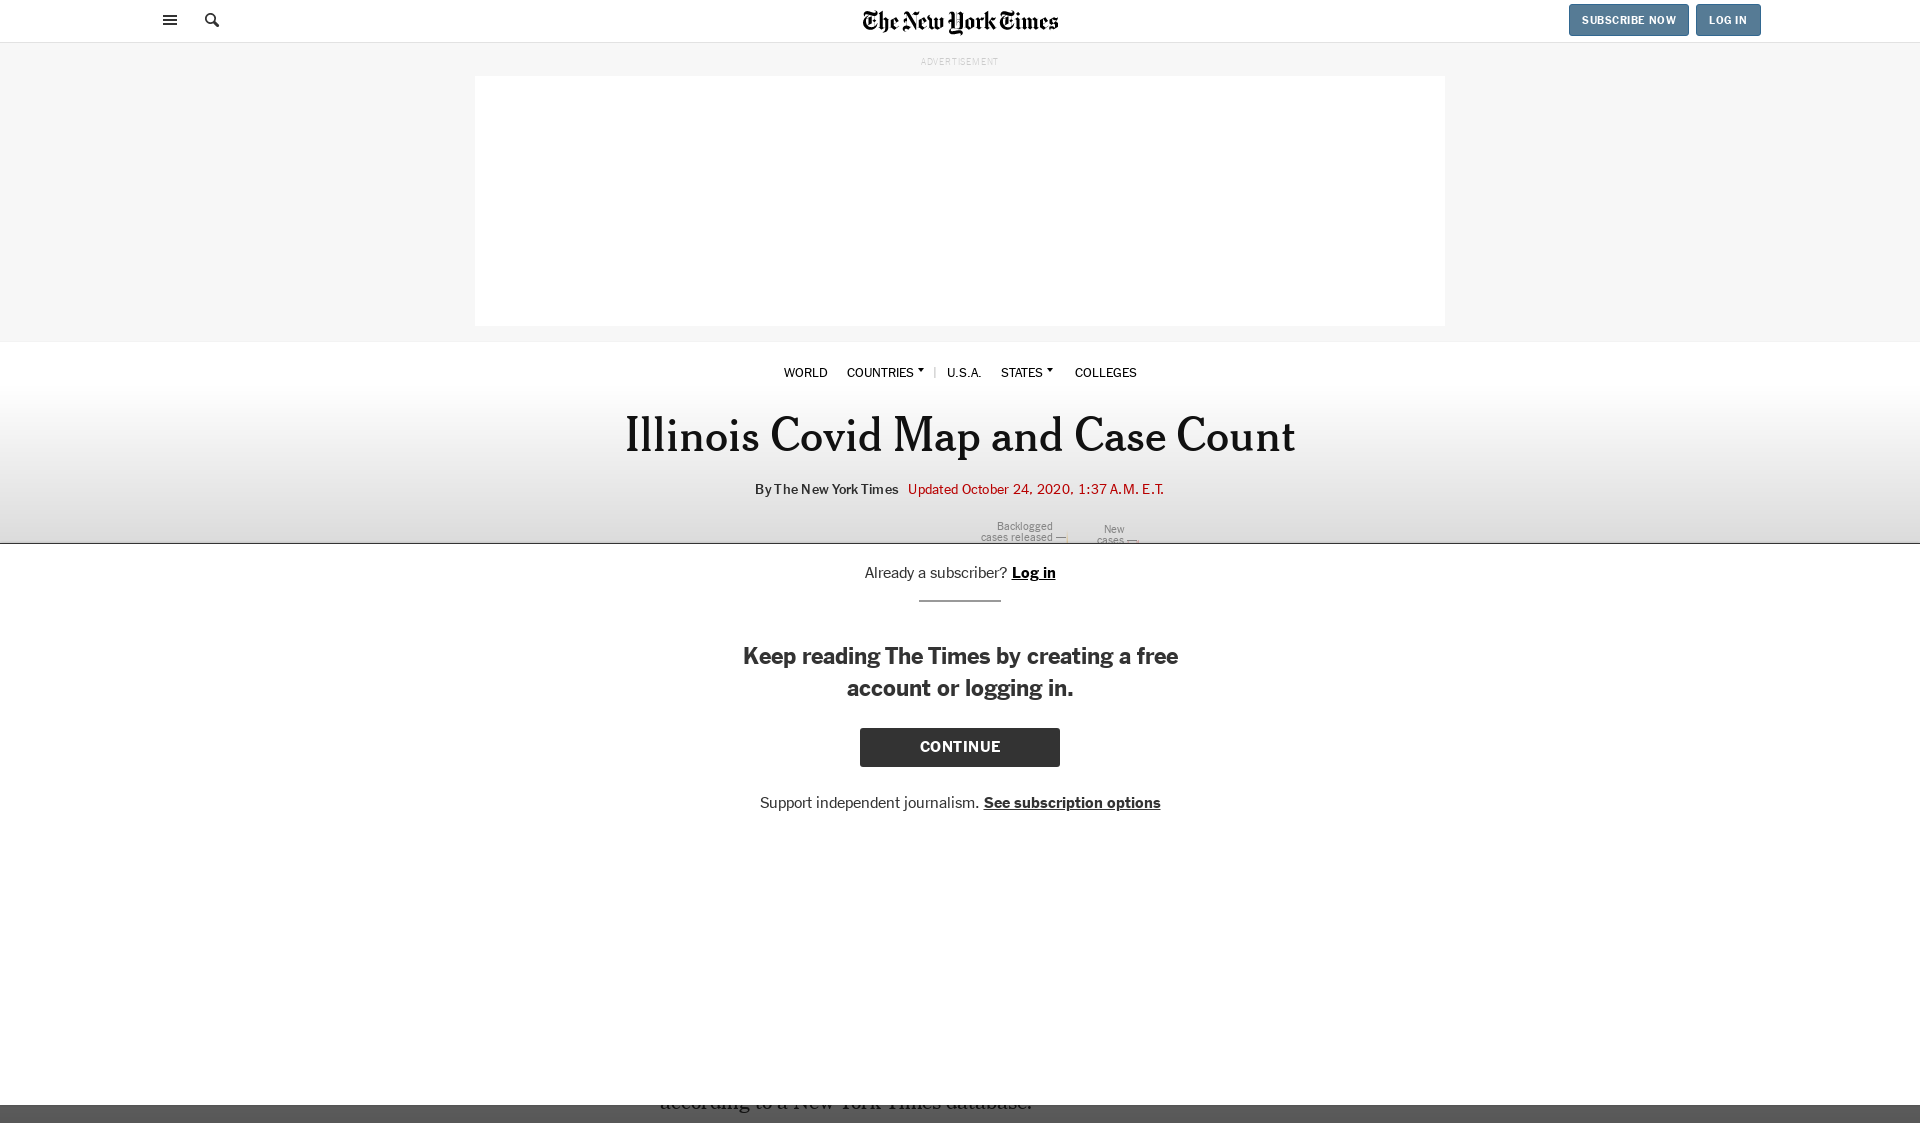 The New York Times
SUBSCRIBE NOW
LOG IN
ADVERTISEMENT
WORLD COUNTRIES U.S.A. STATES COLLEGES
Illinois Covid Map and Case Count
By The New York Times Updated October 24, 2020, 1:37 A.M. E.T.
Backlogged
cases released
New
cases
Already a subscriber? Log in
Keep reading The Times by creating a free
account or logging in.
CONTINUE
Support independent journalism. See subscription options
according to a New York Times database.